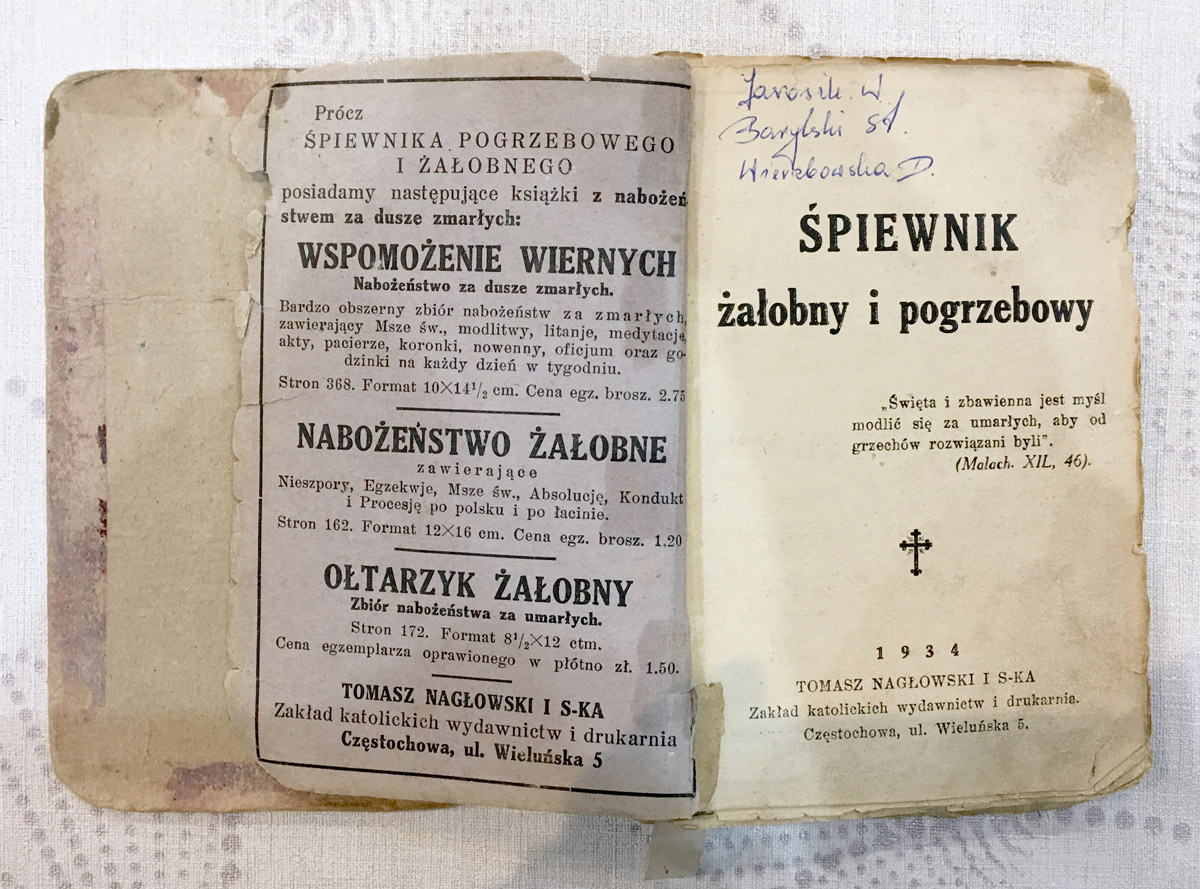 Prócz
ŚPIEWNIKA POGRZEBOWEGO
I ŻAŁOBNEGO
posiadamy następujące książki z nabożeń-
stwem za dusze zmarłych:
WSPOMOŻENIE WIERNYCH
Nabożeństwo za dusze zmarłych.
Bardzo obszerny zbiór nabożeństw za zmarłych,
zawierający Msze św., modlitwy, litanje, medytacje,
akty, pacierze, koronki, nowenny, oficjum oraz go-
dzinki na każdy dzień w tygodniu.
Stron 368. Format 10×14½ cm. Cena egz. brosz. 2.75
NABOŻEŃSTWO ŻAŁOBNE
zawierające
Nieszpory, Egzekwje, Msze św., Absolucję, Kondukt
i Procesję po polsku i po łacinie.
Stron 162. Format 12×16 cm. Cena egz. brosz. 1.20
OŁTARZYK ŻAŁOBNY
Zbiór nabożeństwa za umarłych.
Stron 172. Format 8½×12 ctm.
Cena egzemplarza oprawionego w płótno zł. 1.50.
TOMASZ NAGŁOWSKI I S-KA
Zakład katolickich wydawnictw i drukarnia
Częstochowa, ul. Wieluńska 5
Jarosik W.
Barylski St.
Wierzbowska D.
ŚPIEWNIK
żałobny i pogrzebowy
„Święta i zbawienna jest myśl
modlić się za umarłych, aby od
grzechów rozwiązani byli”.
(Malach. XII, 46).
1934
TOMASZ NAGŁOWSKI I S-KA
Zakład katolickich wydawnictw i drukarnia.
Częstochowa, ul. Wieluńska 5.